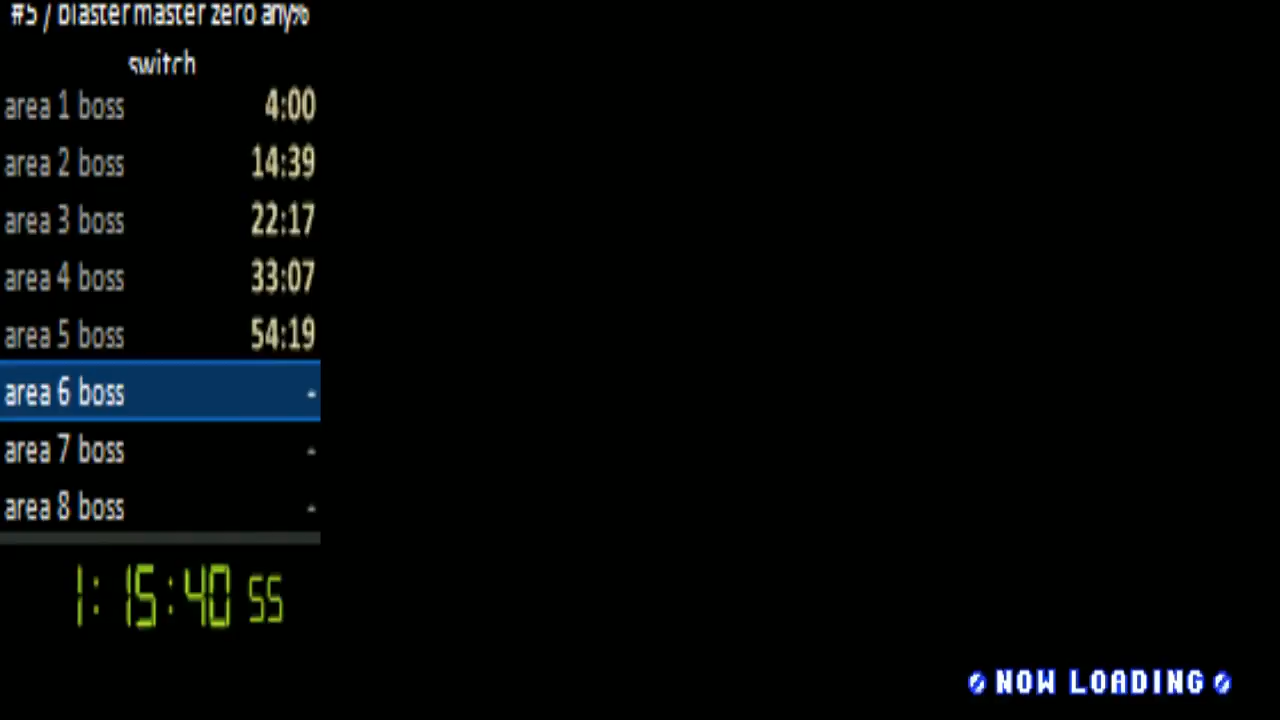 #5 / blaster master zero any%
switch
area 1 boss 4:00
area 2 boss 14:39
area 3 boss 22:17
area 4 boss 33:07
area 5 boss 54:19
area 6 boss -
area 7 boss -
area 8 boss -
1:15:40 55
NOW LOADING